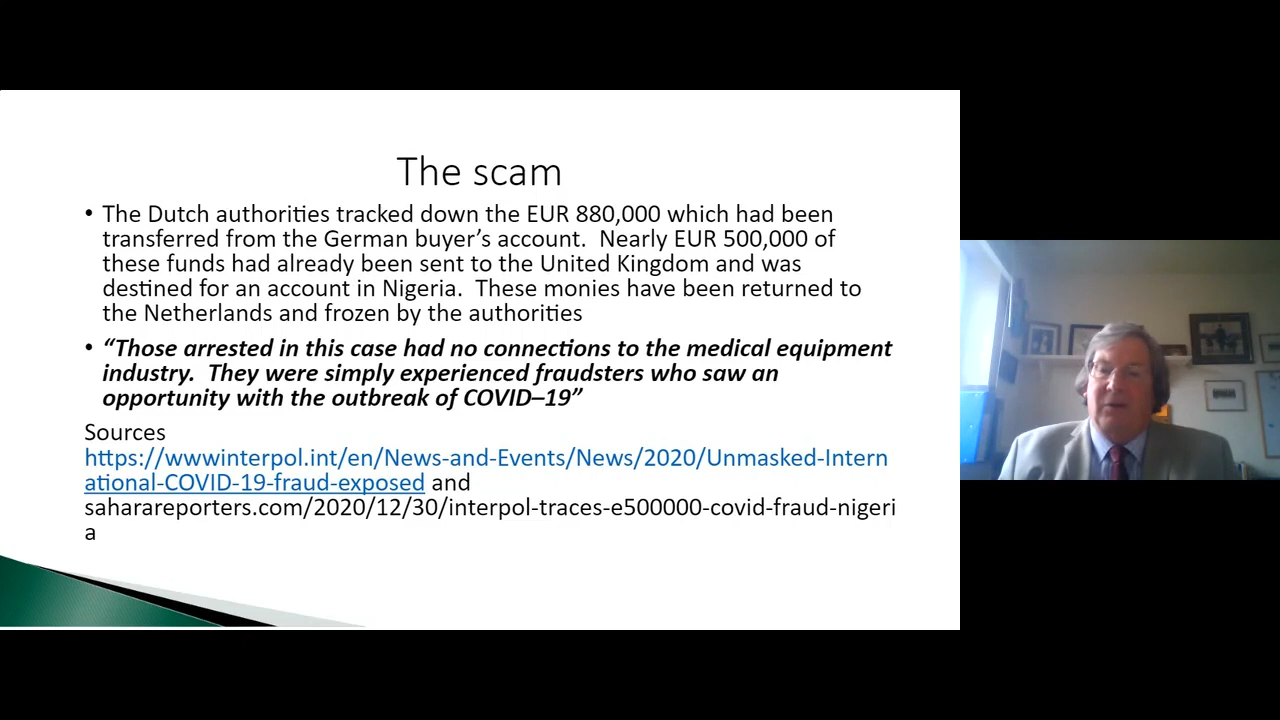 The scam
• The Dutch authorities tracked down the EUR 880,000 which had been
transferred from the German buyer’s account.  Nearly EUR 500,000 of
these funds had already been sent to the United Kingdom and was
destined for an account in Nigeria.  These monies have been returned to
the Netherlands and frozen by the authorities
• “Those arrested in this case had no connections to the medical equipment
industry.  They were simply experienced fraudsters who saw an
opportunity with the outbreak of COVID–19”
Sources
https://wwwinterpol.int/en/News-and-Events/News/2020/Unmasked-Intern
ational-COVID-19-fraud-exposed and
saharareporters.com/2020/12/30/interpol-traces-e500000-covid-fraud-nigeri
a